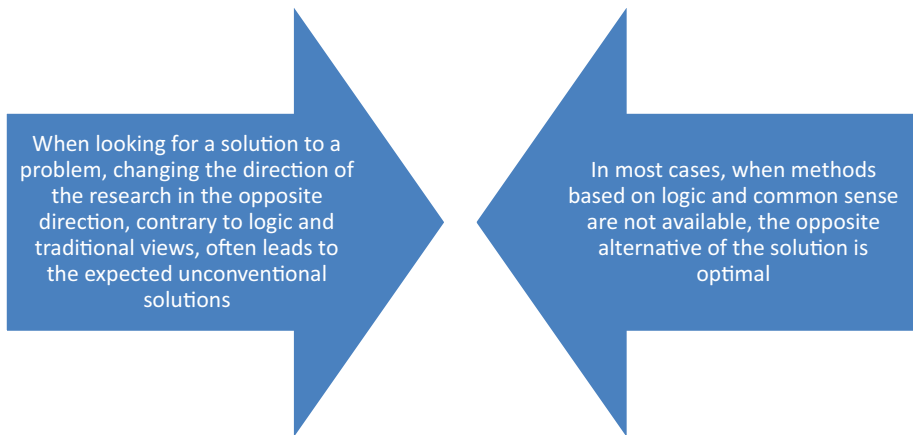 When looking for a solution to a
problem, changing the direction of
the research in the opposite
direction, contrary to logic and
traditional views, often leads to
the expected unconventional
solutions
In most cases, when methods
based on logic and common sense
are not available, the opposite
alternative of the solution is
optimal